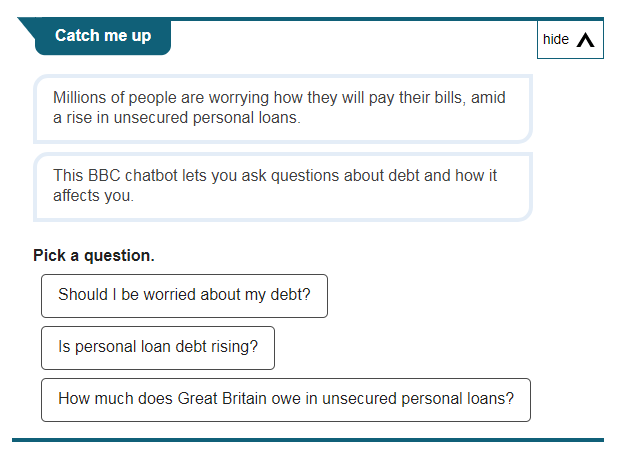 Catch me up
hide
Millions of people are worrying how they will pay their bills, amid
a rise in unsecured personal loans.
This BBC chatbot lets you ask questions about debt and how it
affects you.
Pick a question.
Should I be worried about my debt?
Is personal loan debt rising?
How much does Great Britain owe in unsecured personal loans?